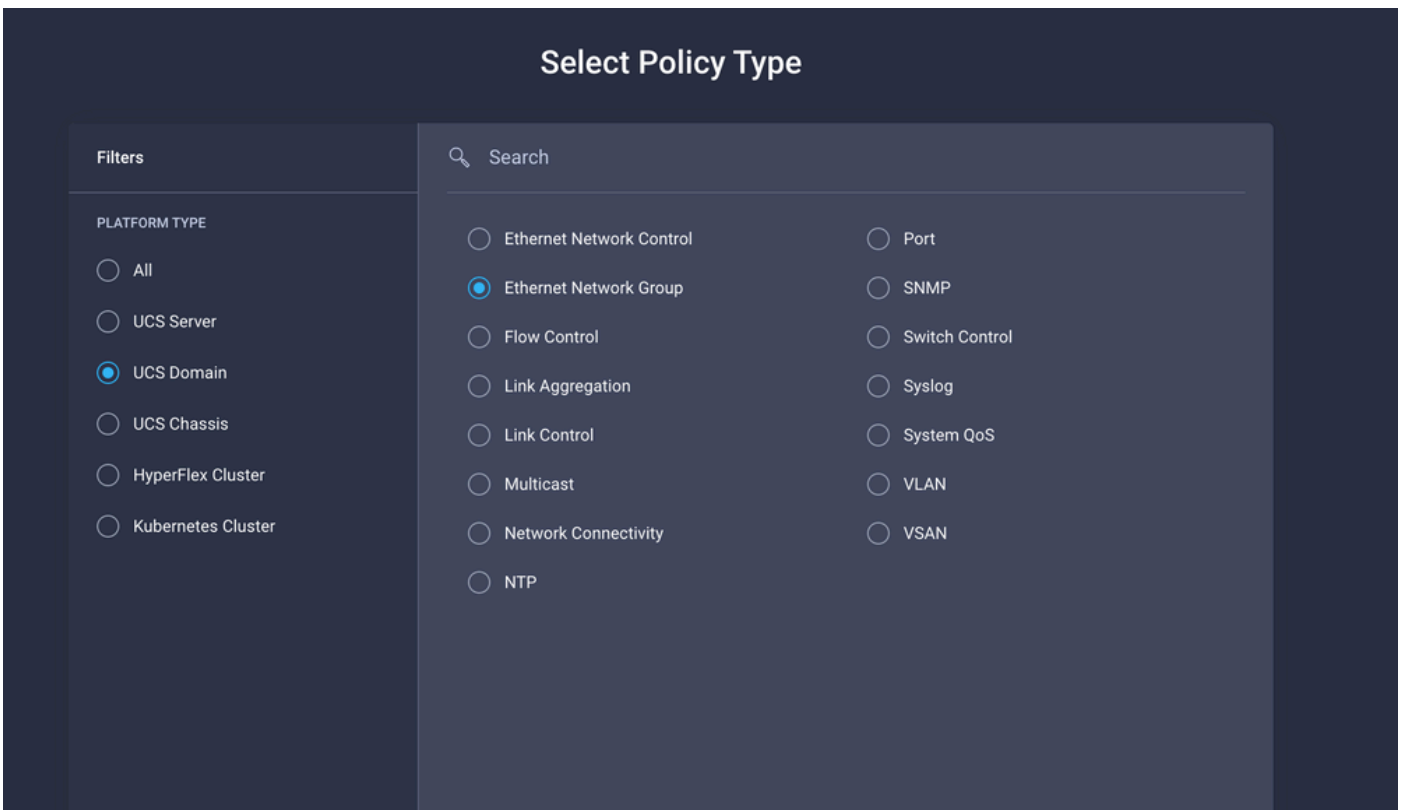 Select Policy Type
Filters
Search
PLATFORM TYPE
All
UCS Server
UCS Domain
UCS Chassis
HyperFlex Cluster
Kubernetes Cluster
Ethernet Network Control
Ethernet Network Group
Flow Control
Link Aggregation
Link Control
Multicast
Network Connectivity
NTP
Port
SNMP
Switch Control
Syslog
System QoS
VLAN
VSAN